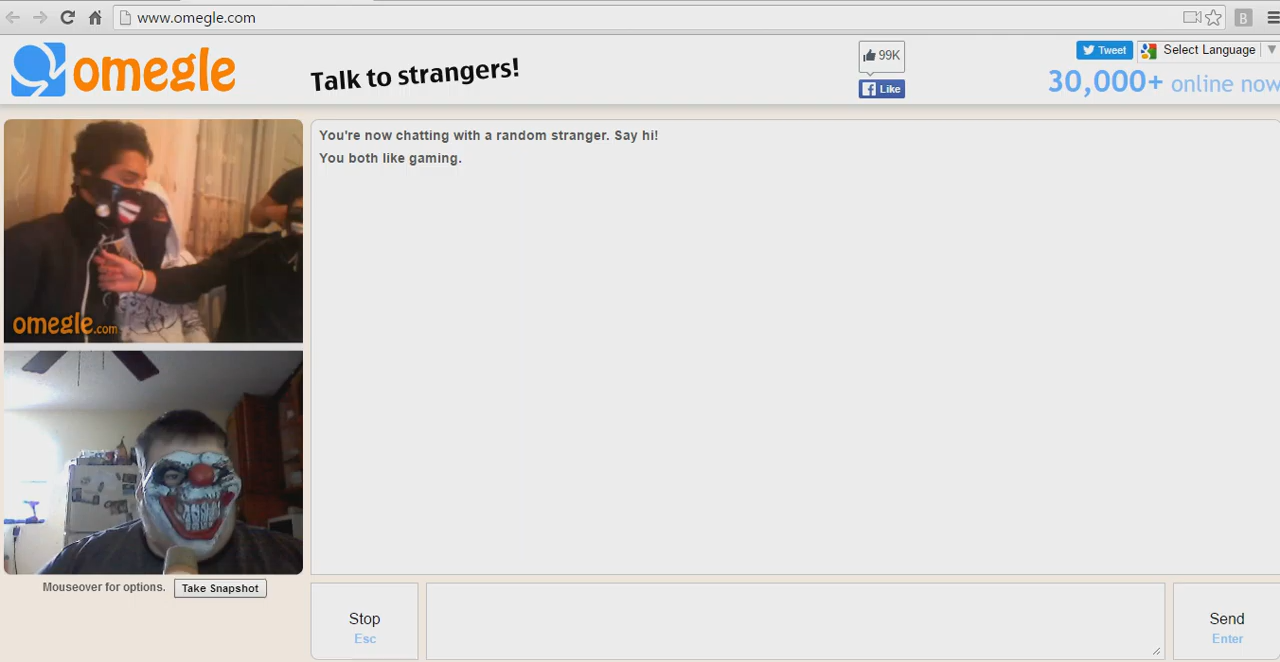 www.omegle.com
B
omegle
Talk to strangers!
99K
Like
Tweet
Select Language
30,000+ online now
omegle.com
You're now chatting with a random stranger. Say hi!
You both like gaming.
Mouseover for options.
Take Snapshot
Stop
Esc
Send
Enter